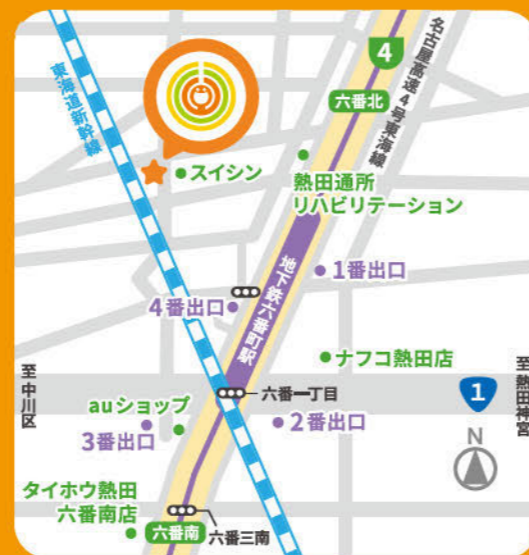 東海道新幹線
4
六番北
名古屋高速4号東海線
スイシン
熱田通所
リハビリテーション
1番出口
地下鉄六番町駅
4番出口
ナフコ熱田店
至中川区
至熱田神宮
六番一丁目
1
auショップ
3番出口
2番出口
N
タイホウ熱田
六番南店
六番南
六番三南